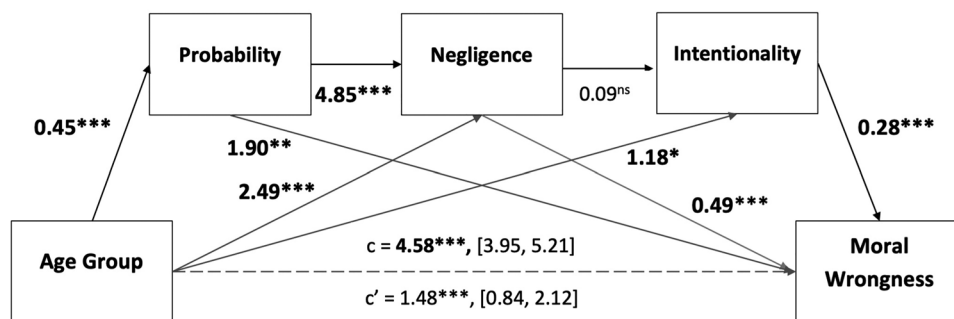 Probability
Negligence
Intentionality
4.85***
0.09ns
0.45***
0.28***
1.90**
1.18*
2.49***
0.49***
Age Group
c = 4.58***, [3.95, 5.21]
Moral
Wrongness
c’ = 1.48***, [0.84, 2.12]